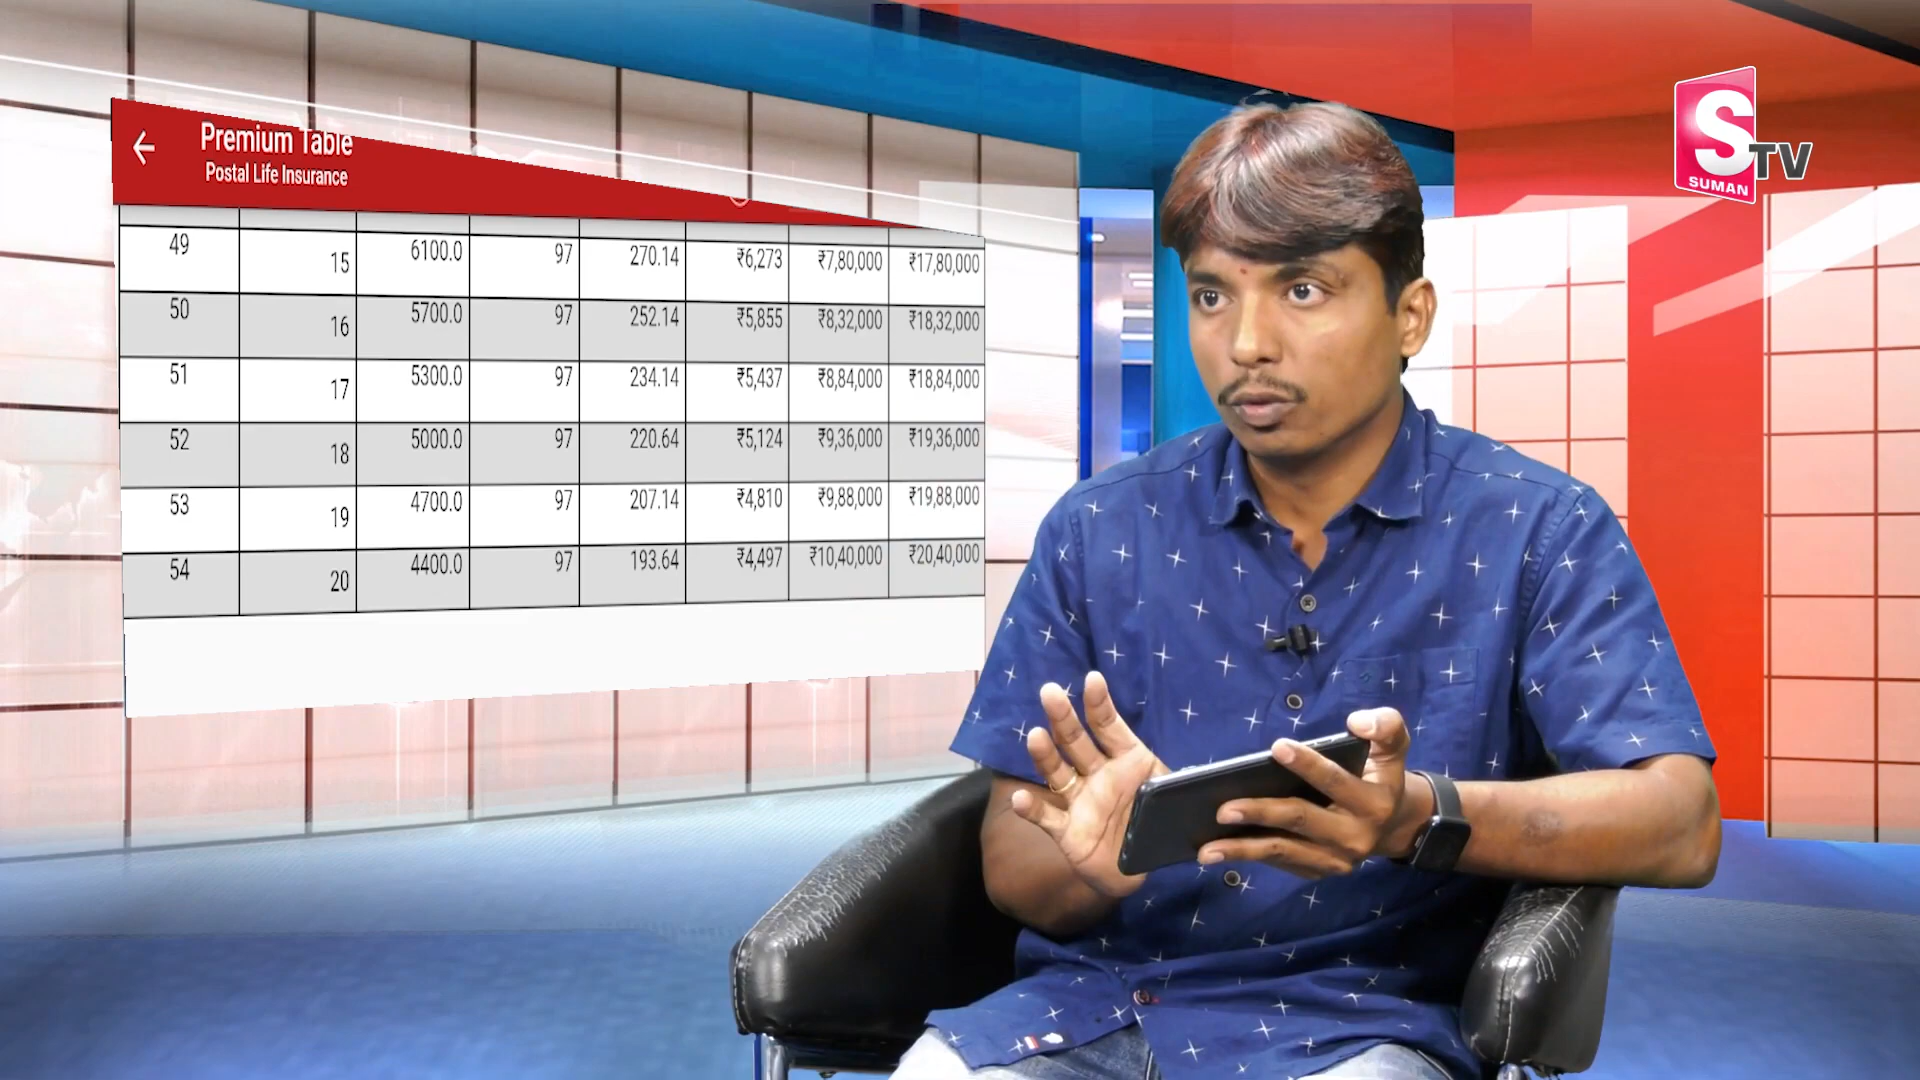 Premium Table
Postal Life Insurance
49 15 6100.0 97 270.14 ₹6,273 ₹7,80,000 ₹17,80,000
50 16 5700.0 97 252.14 ₹5,855 ₹8,32,000 ₹18,32,000
51 17 5300.0 97 234.14 ₹5,437 ₹8,84,000 ₹18,84,000
52 18 5000.0 97 220.64 ₹5,124 ₹9,36,000 ₹19,36,000
53 19 4700.0 97 207.14 ₹4,810 ₹9,88,000 ₹19,88,000
54 20 4400.0 97 193.64 ₹4,497 ₹10,40,000 ₹20,40,000
S TV
SUMAN